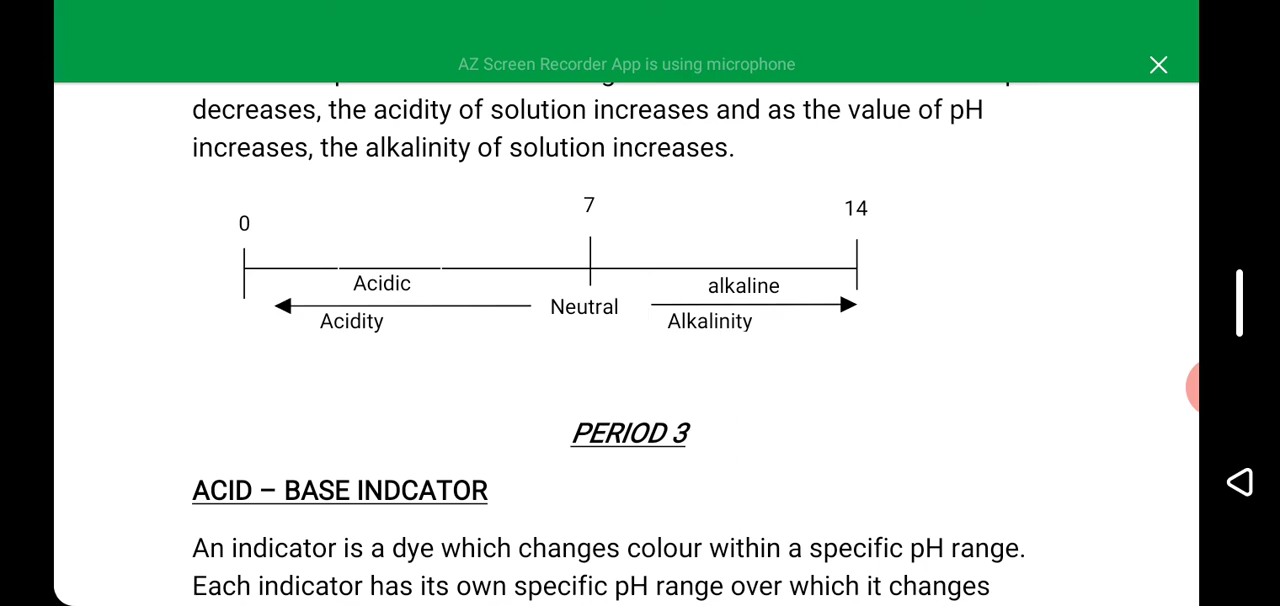 AZ Screen Recorder App is using microphone
decreases, the acidity of solution increases and as the value of pH
increases, the alkalinity of solution increases.
0 7 14
Acidic alkaline
Neutral
Acidity Alkalinity
PERIOD 3
ACID – BASE INDCATOR
An indicator is a dye which changes colour within a specific pH range.
Each indicator has its own specific pH range over which it changes